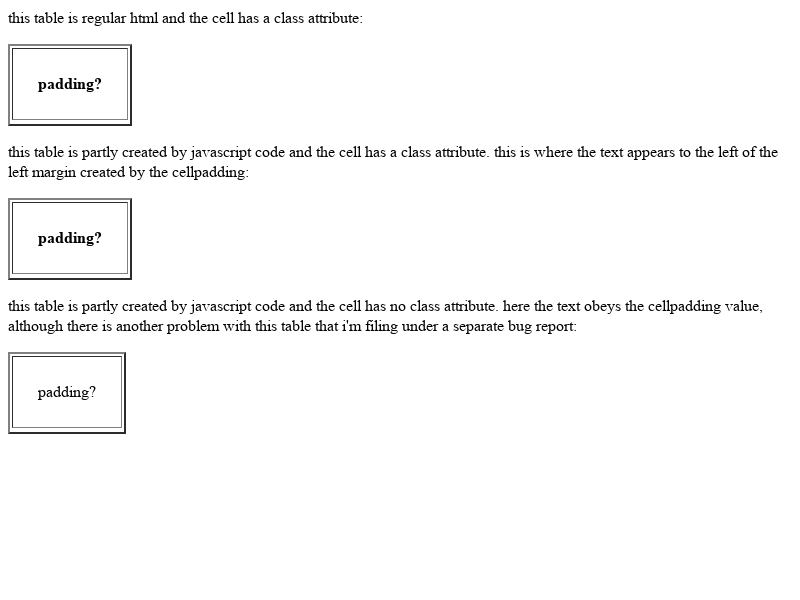 this table is regular html and the cell has a class attribute:
padding?
this table is partly created by javascript code and the cell has a class attribute. this is where the text appears to the left of the
left margin created by the cellpadding:
padding?
this table is partly created by javascript code and the cell has no class attribute. here the text obeys the cellpadding value,
although there is another problem with this table that i'm filing under a separate bug report:
padding?